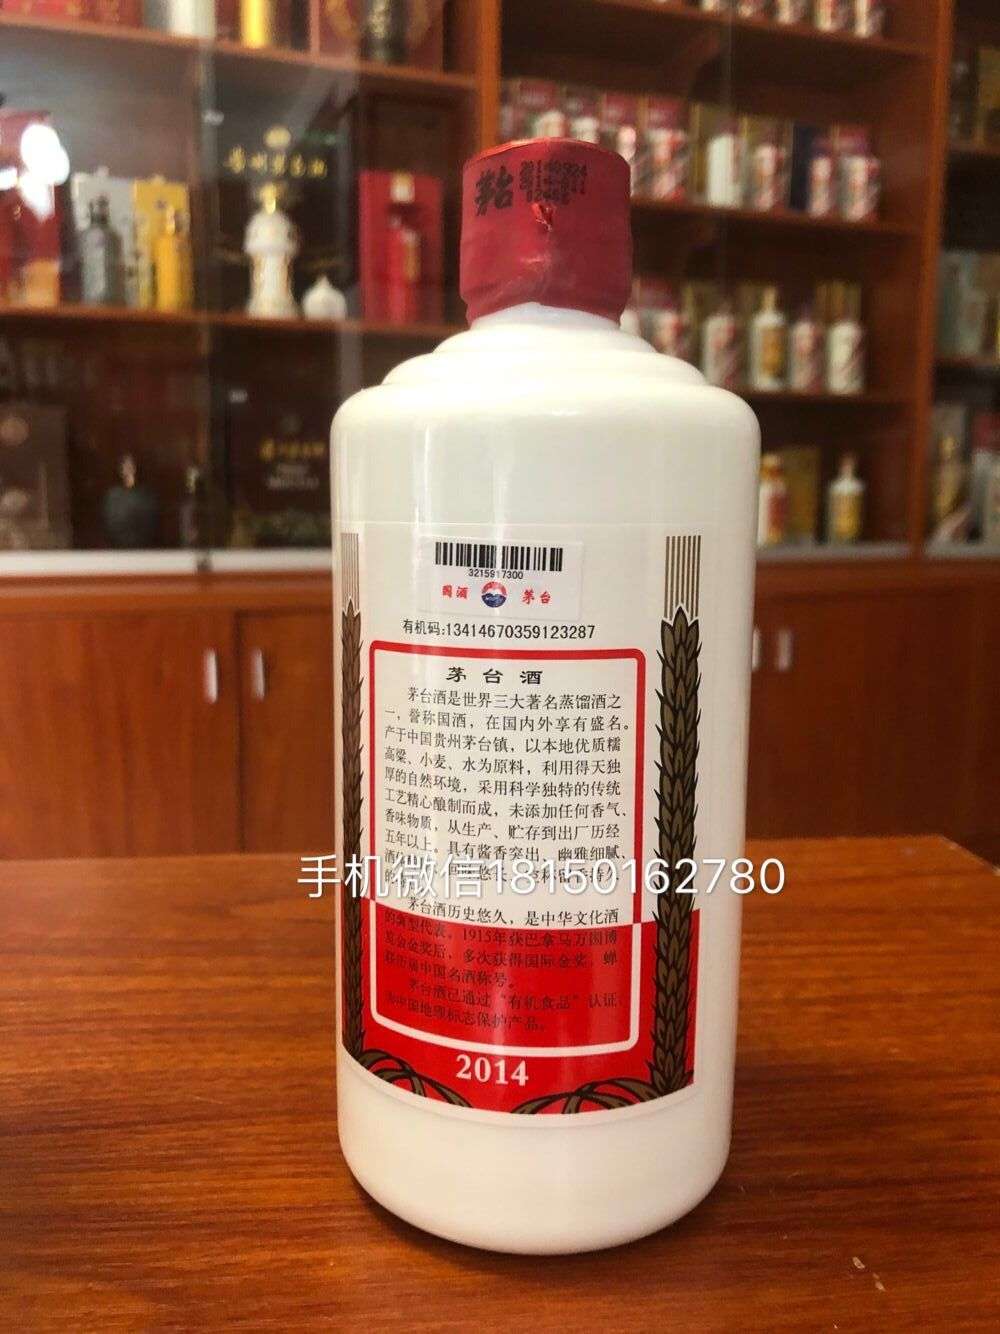 茅台
3215917300
国酒 茅台
有机码:13414670359123287
茅台酒
茅台酒是世界三大著名蒸馏酒之
一，誉称国酒，在国内外享有盛名。
产于中国贵州茅台镇，以本地优质糯
高粱、小麦、水为原料，利用得天独
厚的自然环境，采用科学独特的传统
工艺精心酿制而成，未添加任何香气、
香味物质，从生产、贮存到出厂历经
五年以上。具有酱香突出、幽雅细腻、
手机微信18150162780
茅台酒历史悠久，是中华文化酒
的典型代表。1915年获巴拿马万国博
览会金奖后，多次获得国际金奖，蝉
联历届中国名酒称号。
茅台酒已通过“有机食品”认证
为中国地理标志保护产品。
2014